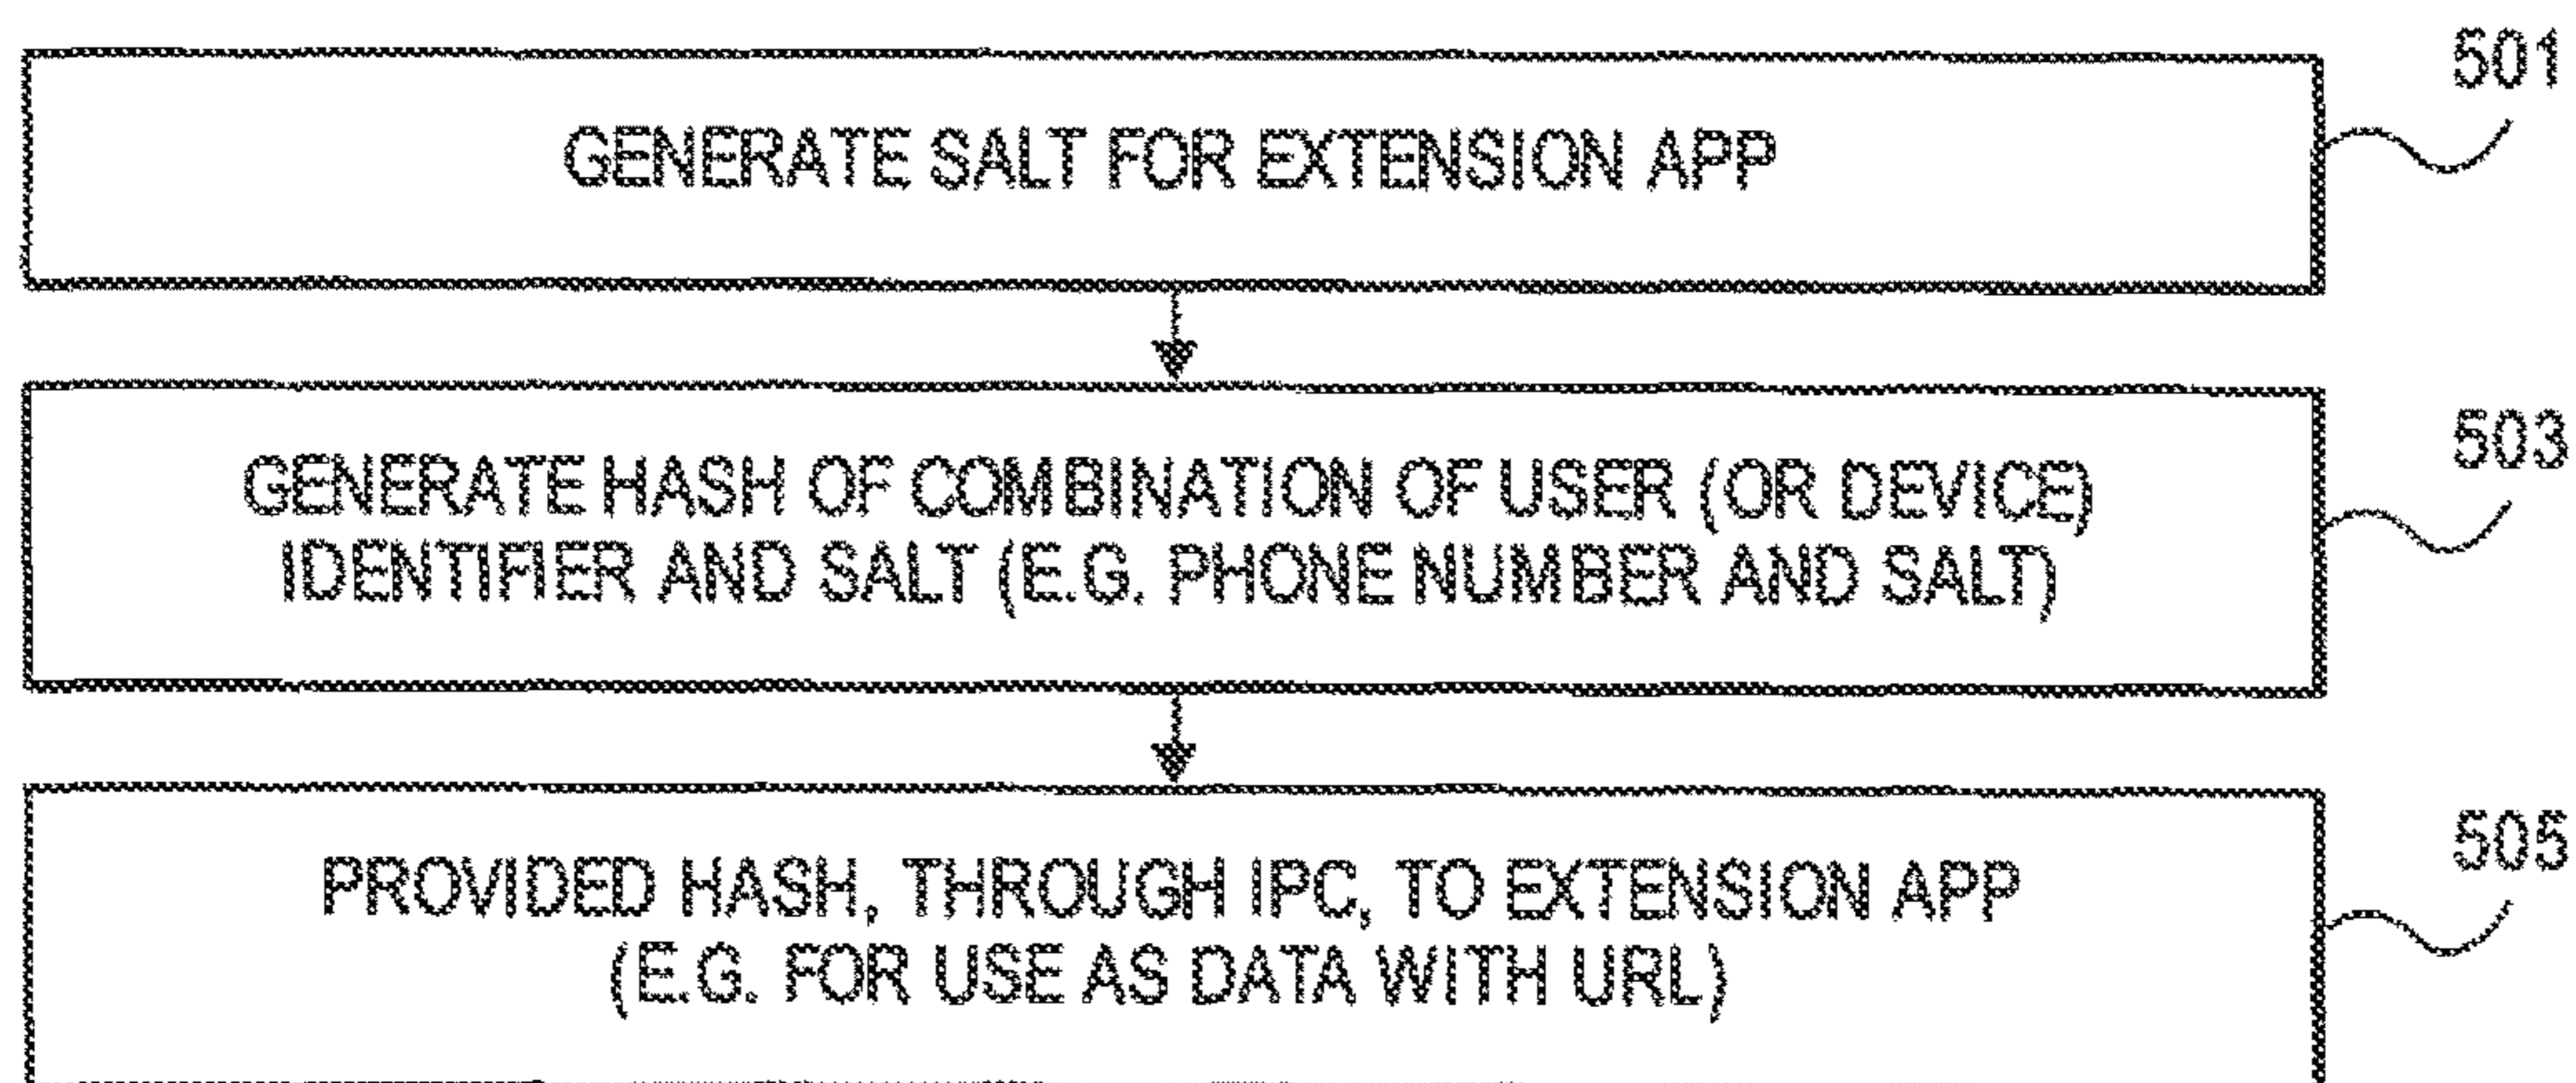 501
GENERATE SALT FOR EXTENSION APP
503
GENERATE HASH OF COMBINATION OF USER (OR DEVICE)
IDENTIFIER AND SALT (E.G. PHONE NUMBER AND SALT)
505
PROVIDED HASH, THROUGH IPC, TO EXTENSION APP
(E.G. FOR USE AS DATA WITH URL)